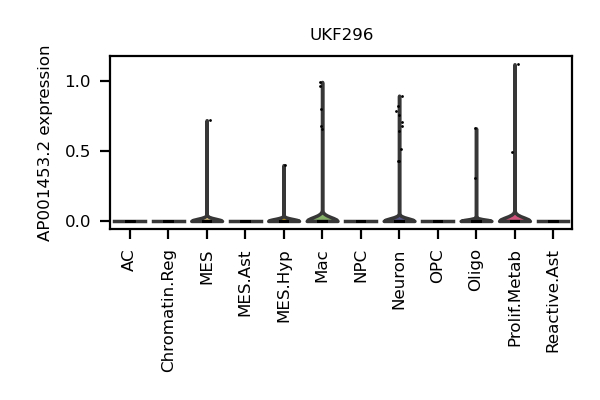 UKF296
AP001453.2 expression
1.0
0.5
0.0
AC
Chromatin.Reg
MES
MES.Ast
MES.Hyp
Mac
NPC
Neuron
OPC
Oligo
Prolif.Metab
Reactive.Ast